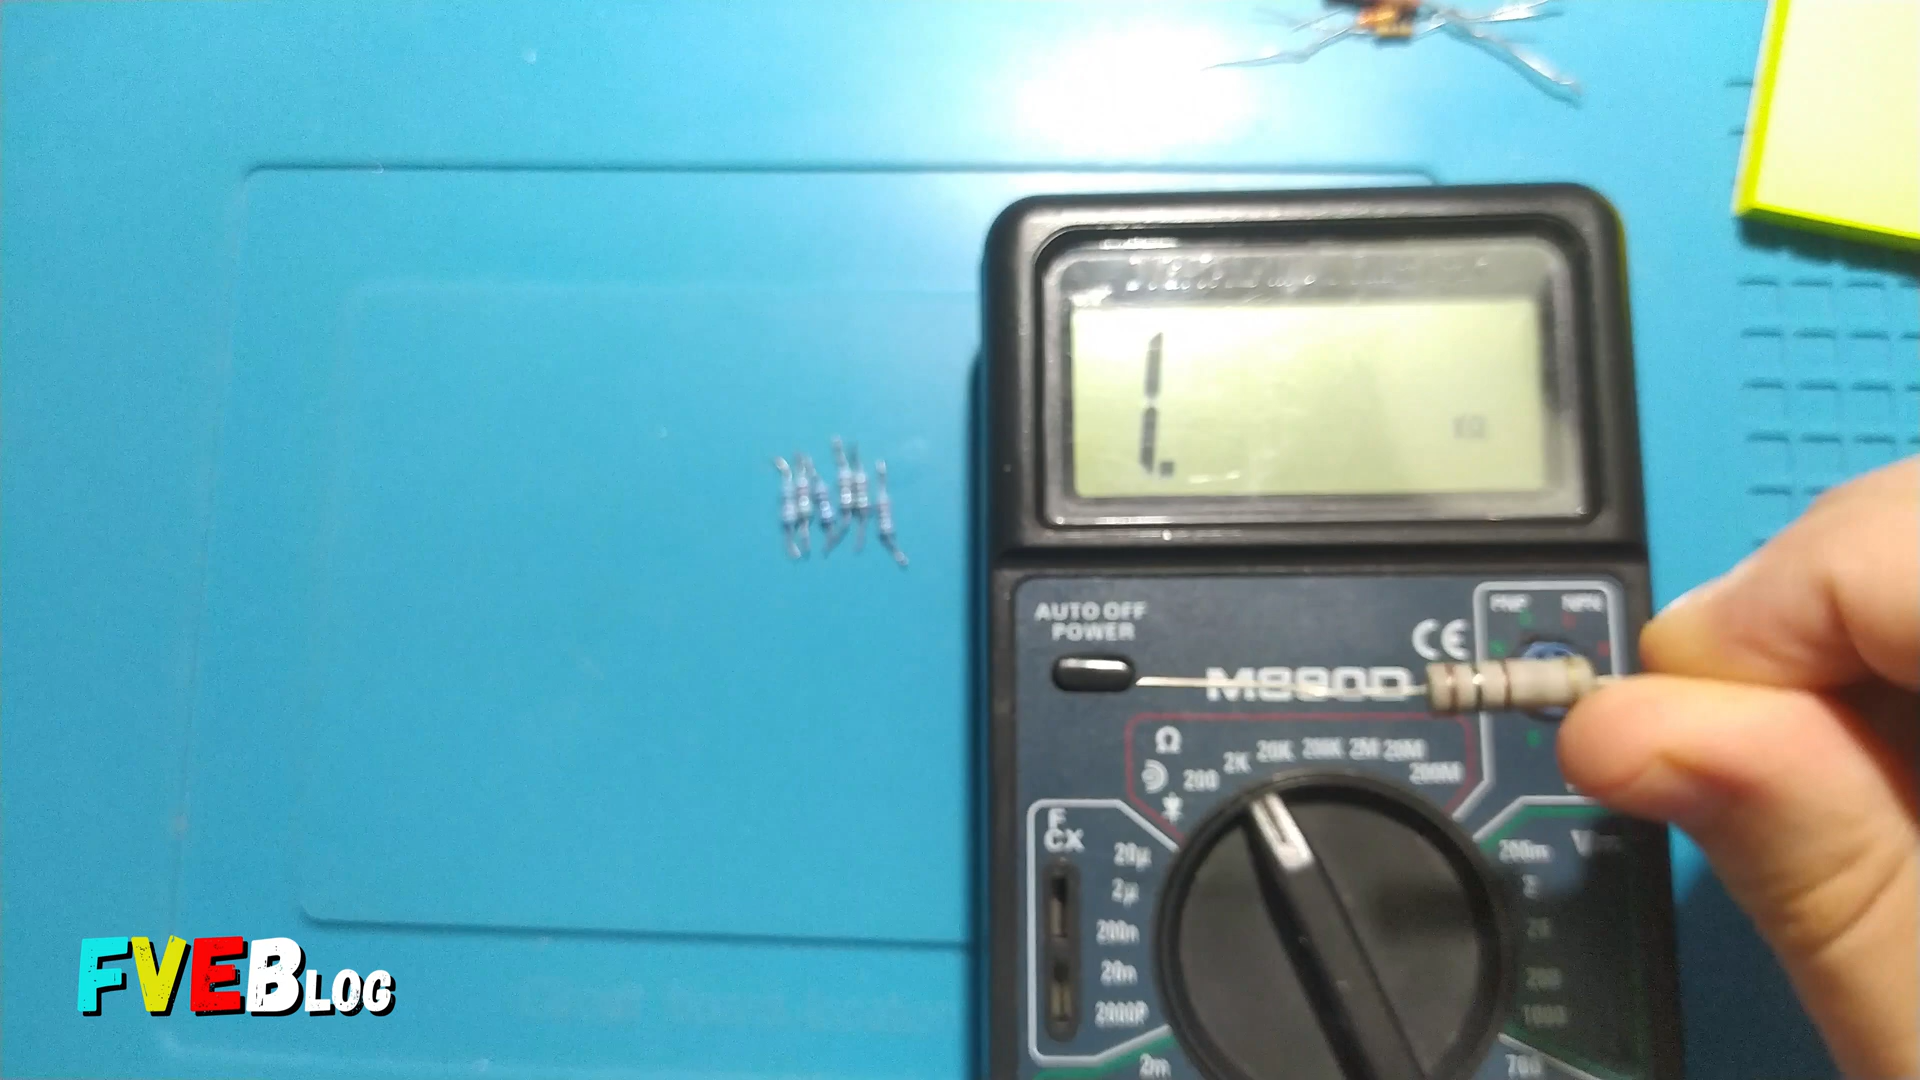 1.
KΩ
AUTO OFF
POWER
CE
PNP NPN
M890D
Ω
200 2K 20K 200K 2M 20M
200M
F
CX
20µ
2µ
200n
20n
2000P
2m
200m
2
200
1000
700
FVEBLOG